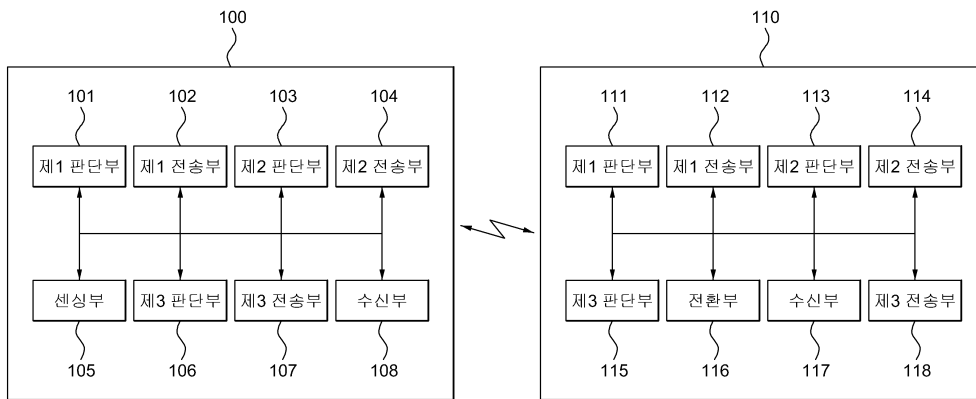 100
110
101 102 103 104
111 112 113 114
제1 판단부 제1 전송부 제2 판단부 제2 전송부
제1 판단부 제1 전송부 제2 판단부 제2 전송부
센싱부 제3 판단부 제3 전송부 수신부
제3 판단부 전환부 수신부 제3 전송부
105 106 107 108
115 116 117 118